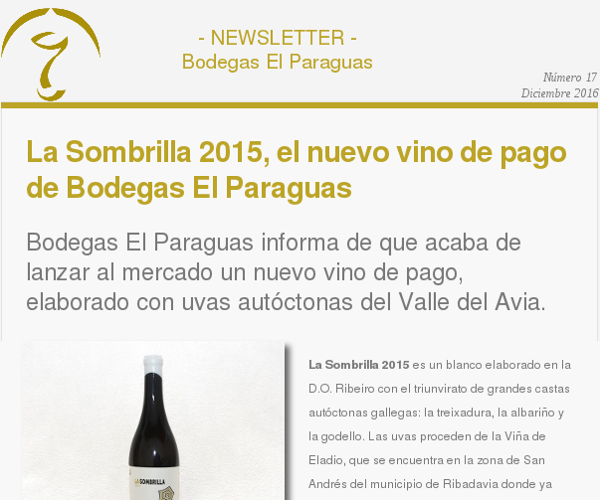 - NEWSLETTER -
Bodegas El Paraguas
Número 17
Diciembre 2016
La Sombrilla 2015, el nuevo vino de pago
de Bodegas El Paraguas
Bodegas El Paraguas informa de que acaba de
lanzar al mercado un nuevo vino de pago,
elaborado con uvas autóctonas del Valle del Avia.
La Sombrilla 2015 es un blanco elaborado en la
D.O. Ribeiro con el triunvirato de grandes castas
autóctonas gallegas: la treixadura, la albariño y
la godello. Las uvas proceden de la Viña de
Eladio, que se encuentra en la zona de San
Andrés del municipio de Ribadavia donde ya
LA SOMBRILLA